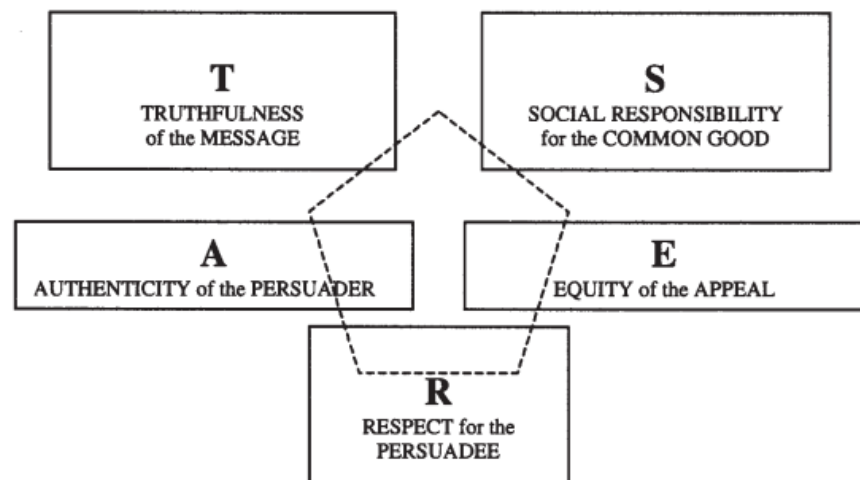 T
TRUTHFULNESS
of the MESSAGE
S
SOCIAL RESPONSIBILITY
for the COMMON GOOD
A
AUTHENTICITY of the PERSUADER
E
EQUITY of the APPEAL
R
RESPECT for the
PERSUADEE